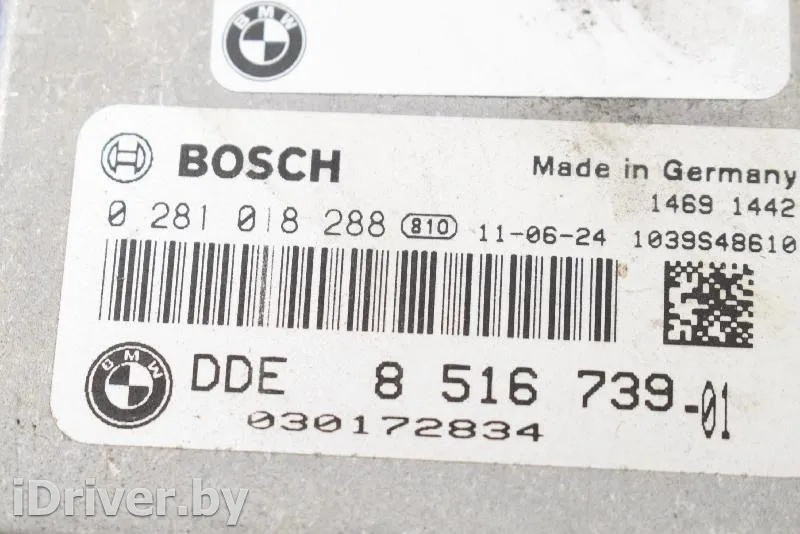 BMW
BOSCH
Made in Germany
1469 1442
0 281 018 288 810 11-06-24 1039S48610
BMW DDE 8 516 739-01
030172834
iDriver.by